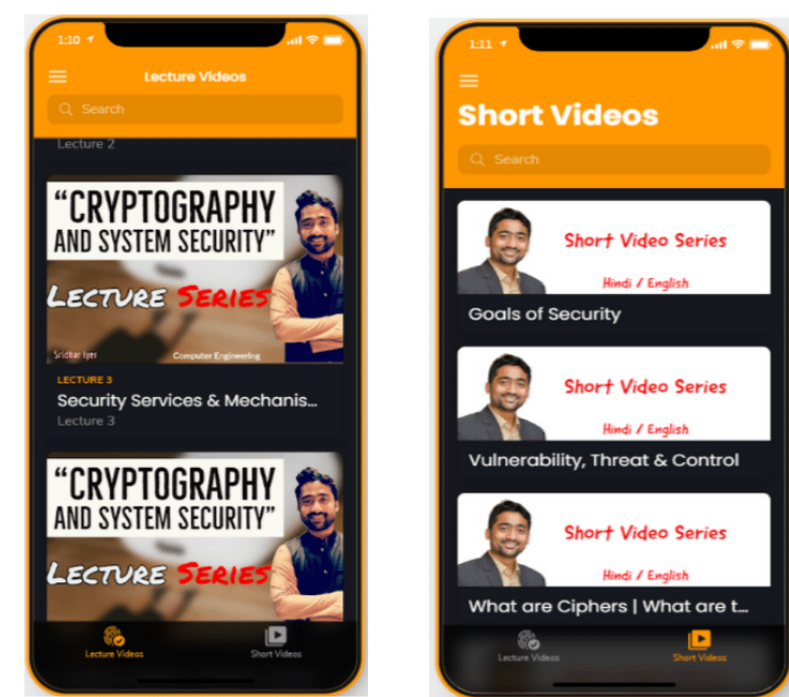 1:10
Lecture Videos
Search
Lecture 2
“CRYPTOGRAPHY
AND SYSTEM SECURITY”
LECTURE SERIES
Sridhar Iyer
Computer Engineering
LECTURE 3
Security Services & Mechanis...
Lecture 3
“CRYPTOGRAPHY
AND SYSTEM SECURITY”
LECTURE SERIES
Lecture Videos
Short Videos
1:11
Short Videos
Search
Short Video Series
Hindi / English
Goals of Security
Short Video Series
Hindi / English
Vulnerability, Threat & Control
Short Video Series
Hindi / English
What are Ciphers | What are t...
Lecture Videos
Short Videos